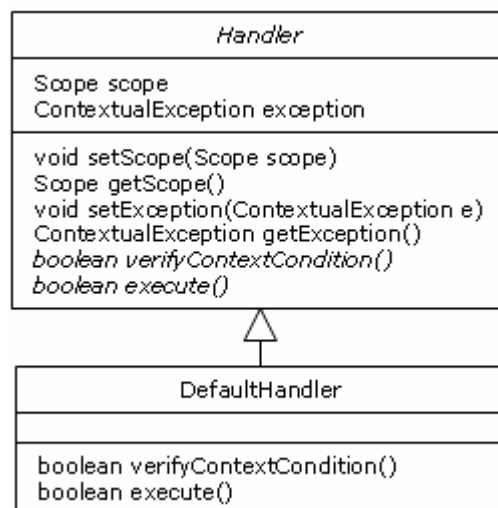 Handler
Scope scope
ContextualException exception
void setScope(Scope scope)
Scope getScope()
void setException(ContextualException e)
ContextualException getException()
boolean verifyContextCondition()
boolean execute()
DefaultHandler
boolean verifyContextCondition()
boolean execute()